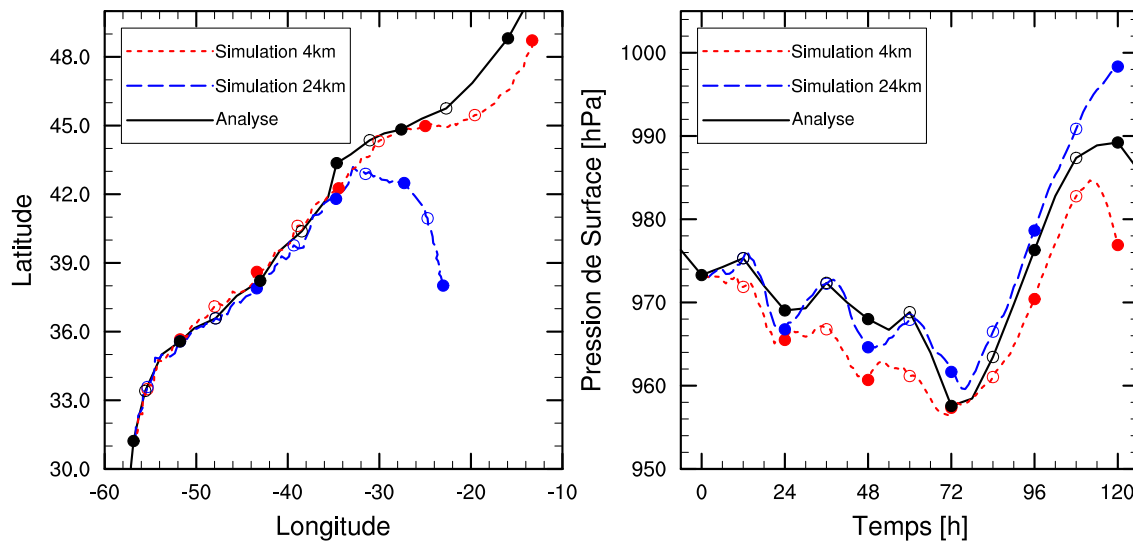 48.0
45.0
42.0
39.0
36.0
33.0
30.0
Latitude
-60
-50
-40
-30
-20
-10
Longitude
Simulation 4km
Simulation 24km
Analyse
1000
990
980
970
960
950
Pression de Surface [hPa]
0
24
48
72
96
120
Temps [h]
Simulation 4km
Simulation 24km
Analyse